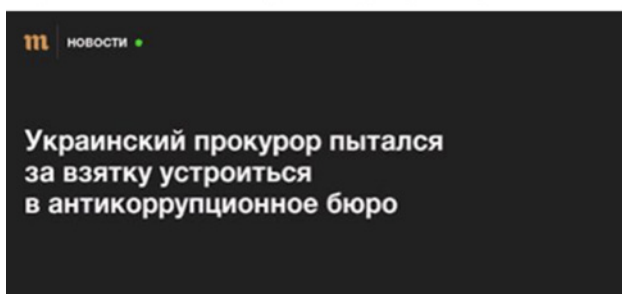 m новости
Украинский прокурор пытался
за взятку устроиться
в антикоррупционное бюро